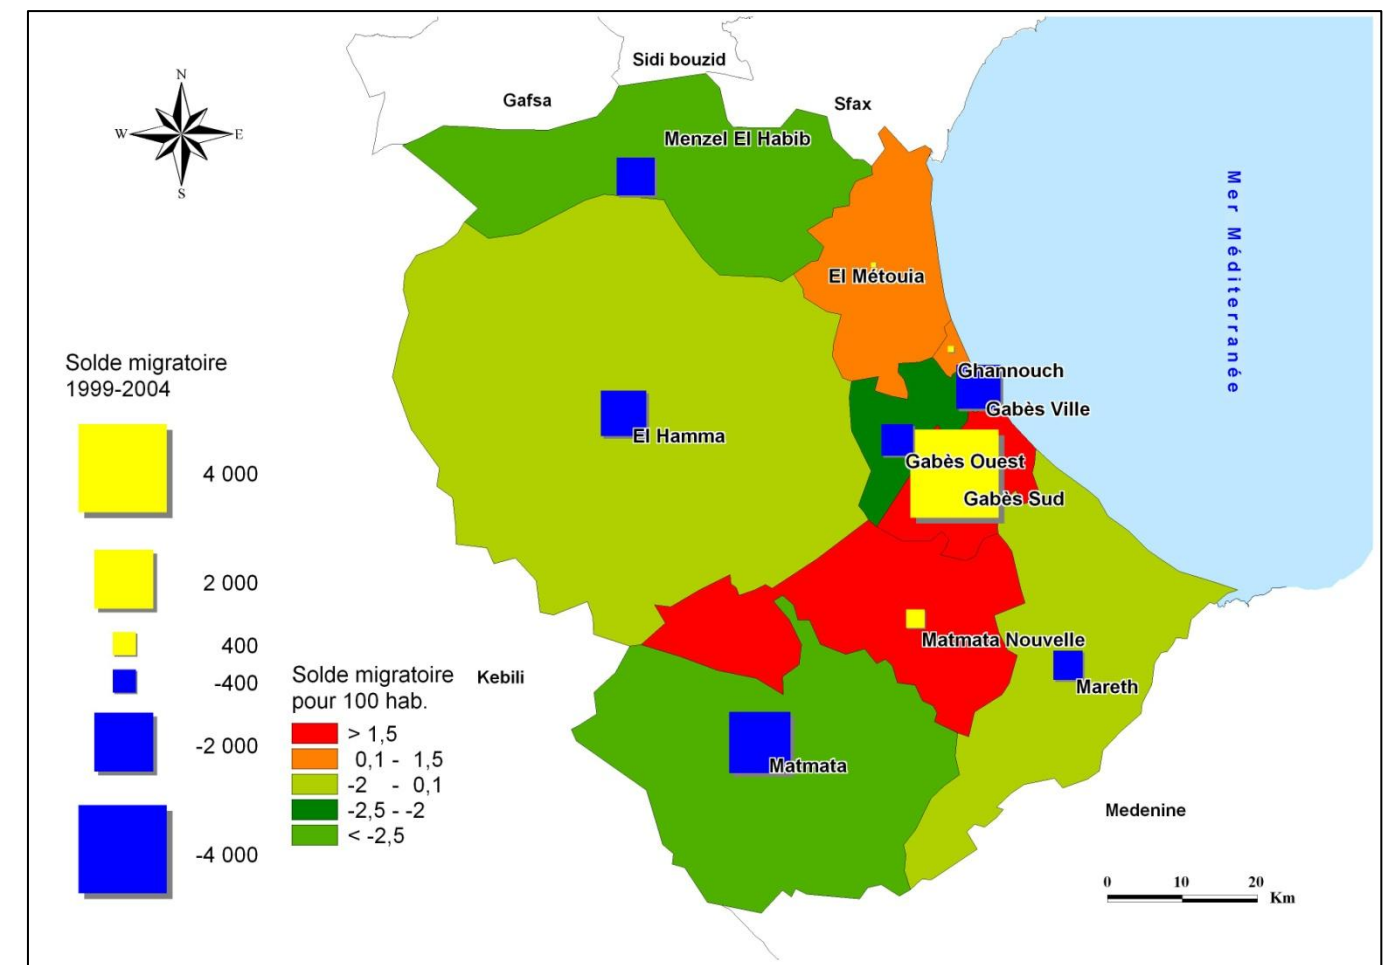 Sidi bouzid
Gafsa
Sfax
N
W
E
S
Menzel El Habib
Mer Méditerranée
El Métouia
Solde migratoire
1999-2004
Ghannouch
Gabès Ville
El Hamma
Gabès Ouest
4 000
Gabès Sud
2 000
400
Matmata Nouvelle
-400
Solde migratoire
pour 100 hab.
Kebili
Mareth
> 1,5
-2 000
0,1 - 1,5
Matmata
-2 - 0,1
-2,5 - -2
Medenine
< -2,5
-4 000
0 10 20
Km